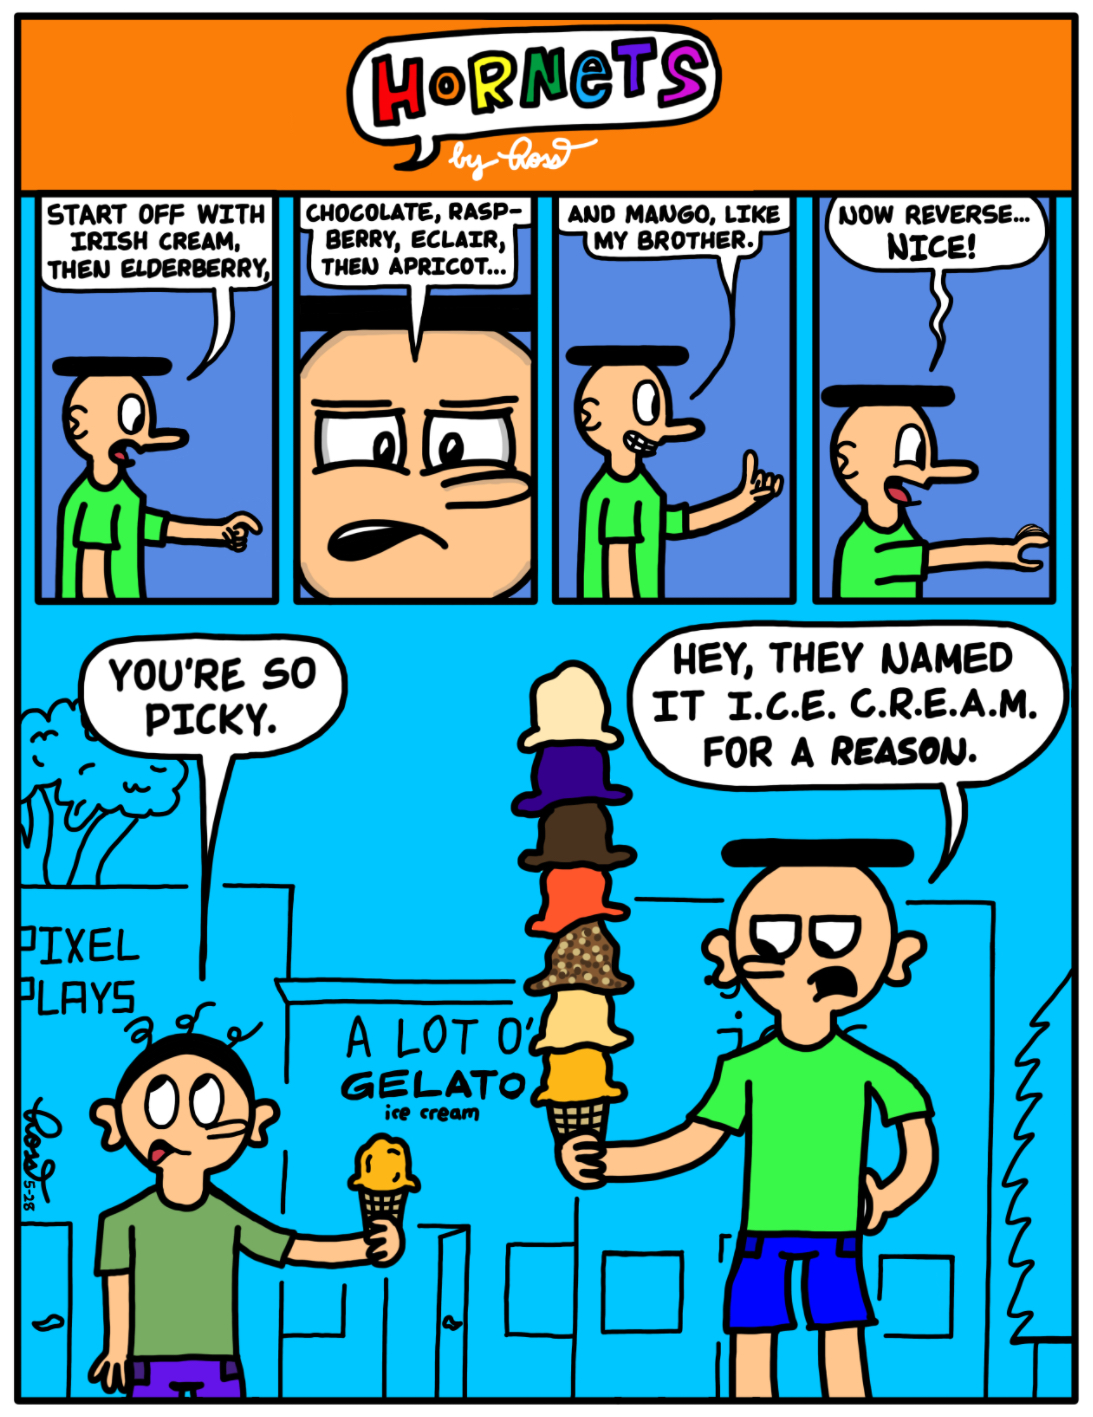 HORNETS
by Ross
START OFF WITH
IRISH CREAM,
THEN ELDERBERRY,
CHOCOLATE, RASP-
BERRY, ECLAIR,
THEN APRICOT...
AND MANGO, LIKE
MY BROTHER.
NOW REVERSE...
NICE!
YOU'RE SO
PICKY.
HEY, THEY NAMED
IT I.C.E. C.R.E.A.M.
FOR A REASON.
PIXEL
PLAYS
A LOT O'
GELATO
ice cream
Ross 5-28